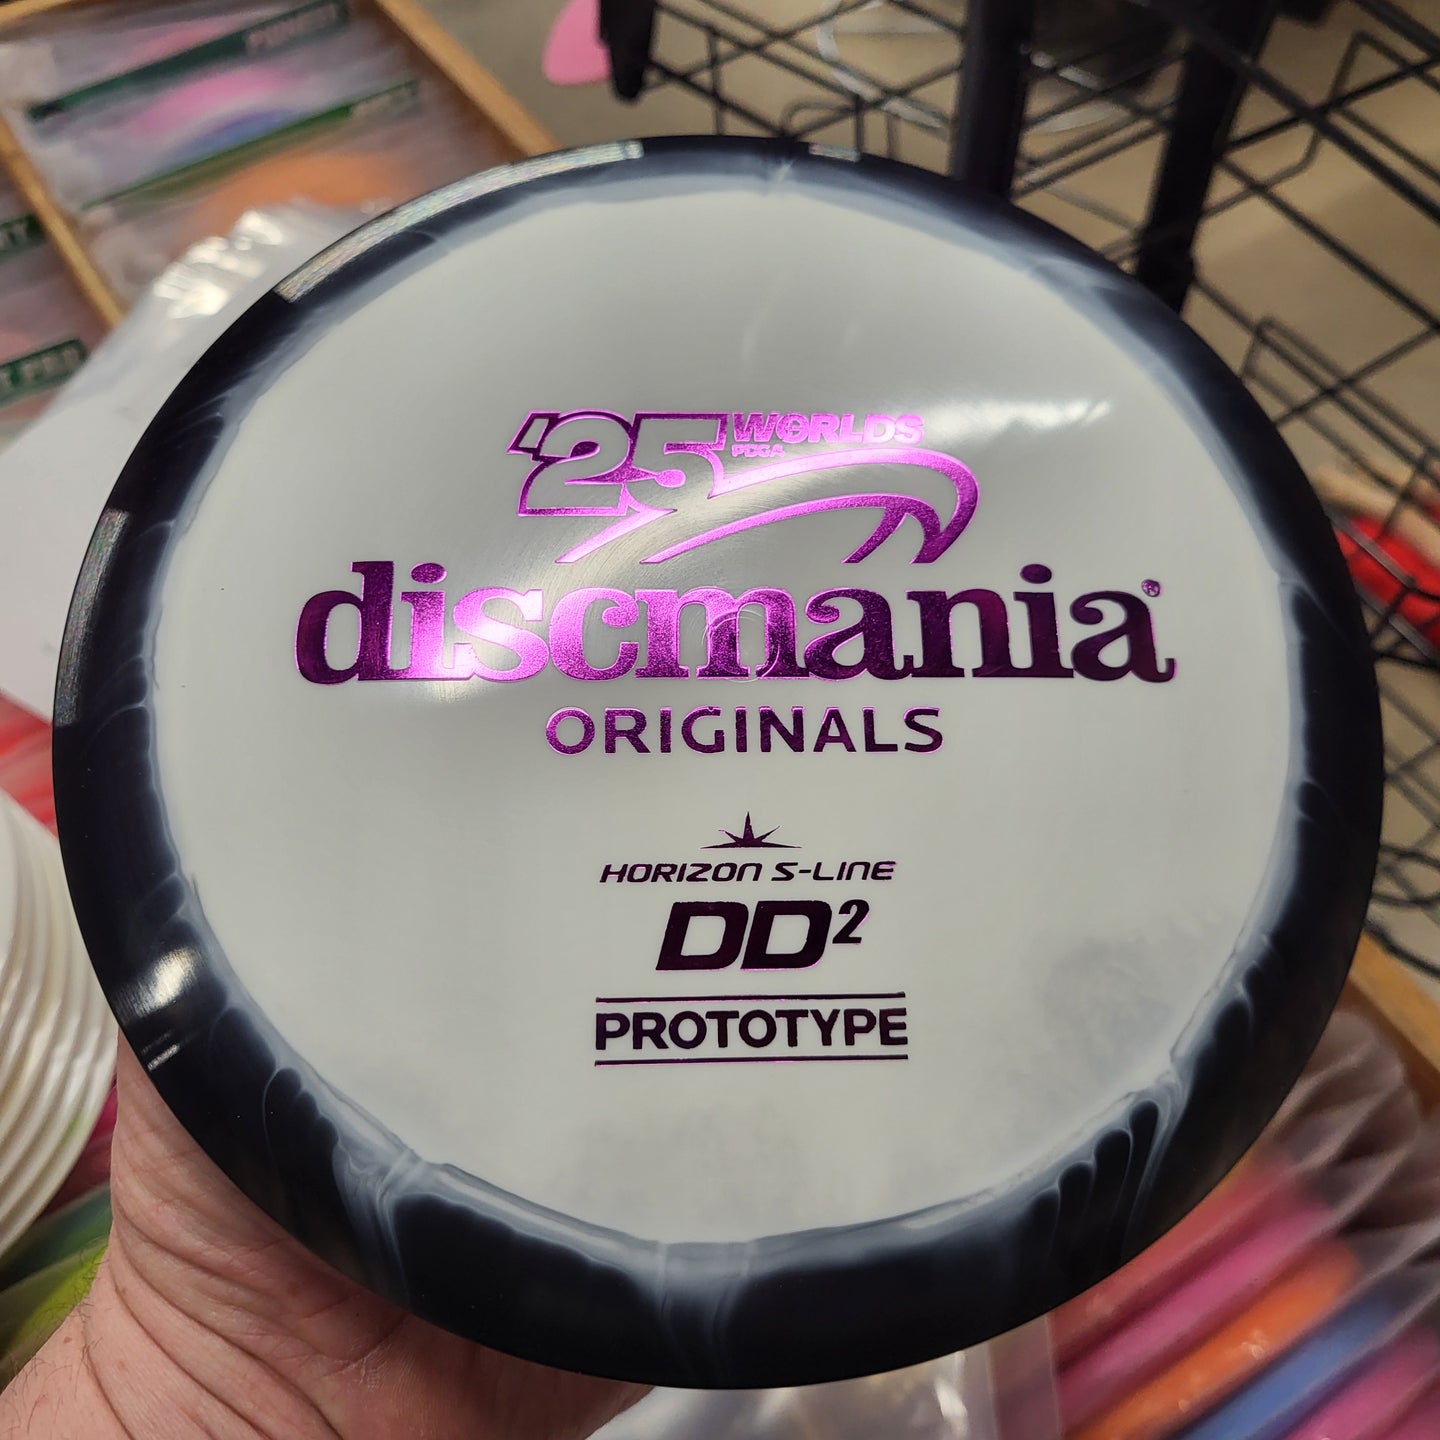 '25 WORLDS
PDGA
discmania®
ORIGINALS
HORIZON S-LINE
DD²
PROTOTYPE